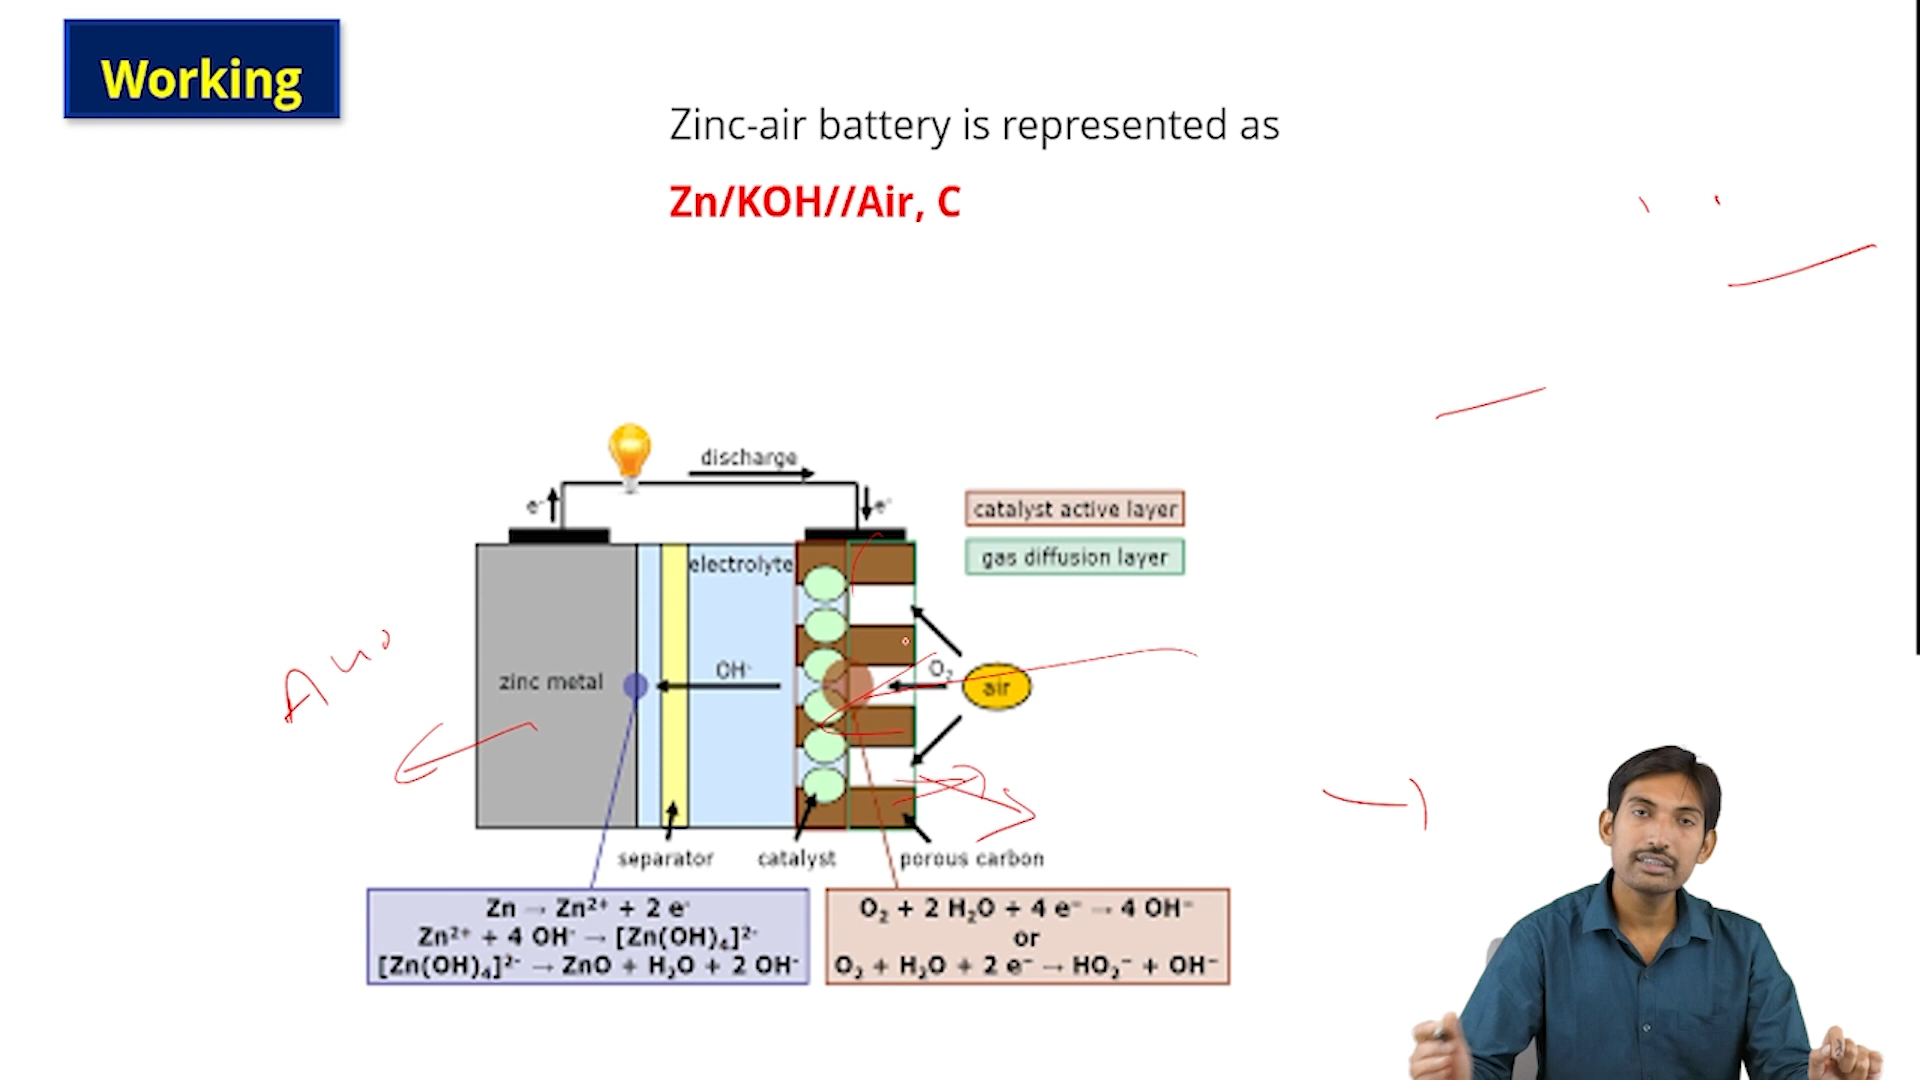 Working
Zinc-air battery is represented as
Zn/KOH//Air, C
discharge
e⁻
e⁻
catalyst active layer
gas diffusion layer
electrolyte
zinc metal
OH⁻
O₂
air
separator
catalyst
porous carbon
Zn → Zn²⁺ + 2 e⁻
Zn²⁺ + 4 OH⁻ → [Zn(OH)₄]²⁻
[Zn(OH)₄]²⁻ → ZnO + H₂O + 2 OH⁻
O₂ + 2 H₂O + 4 e⁻ → 4 OH⁻
or
O₂ + H₂O + 2 e⁻ → HO₂⁻ + OH⁻